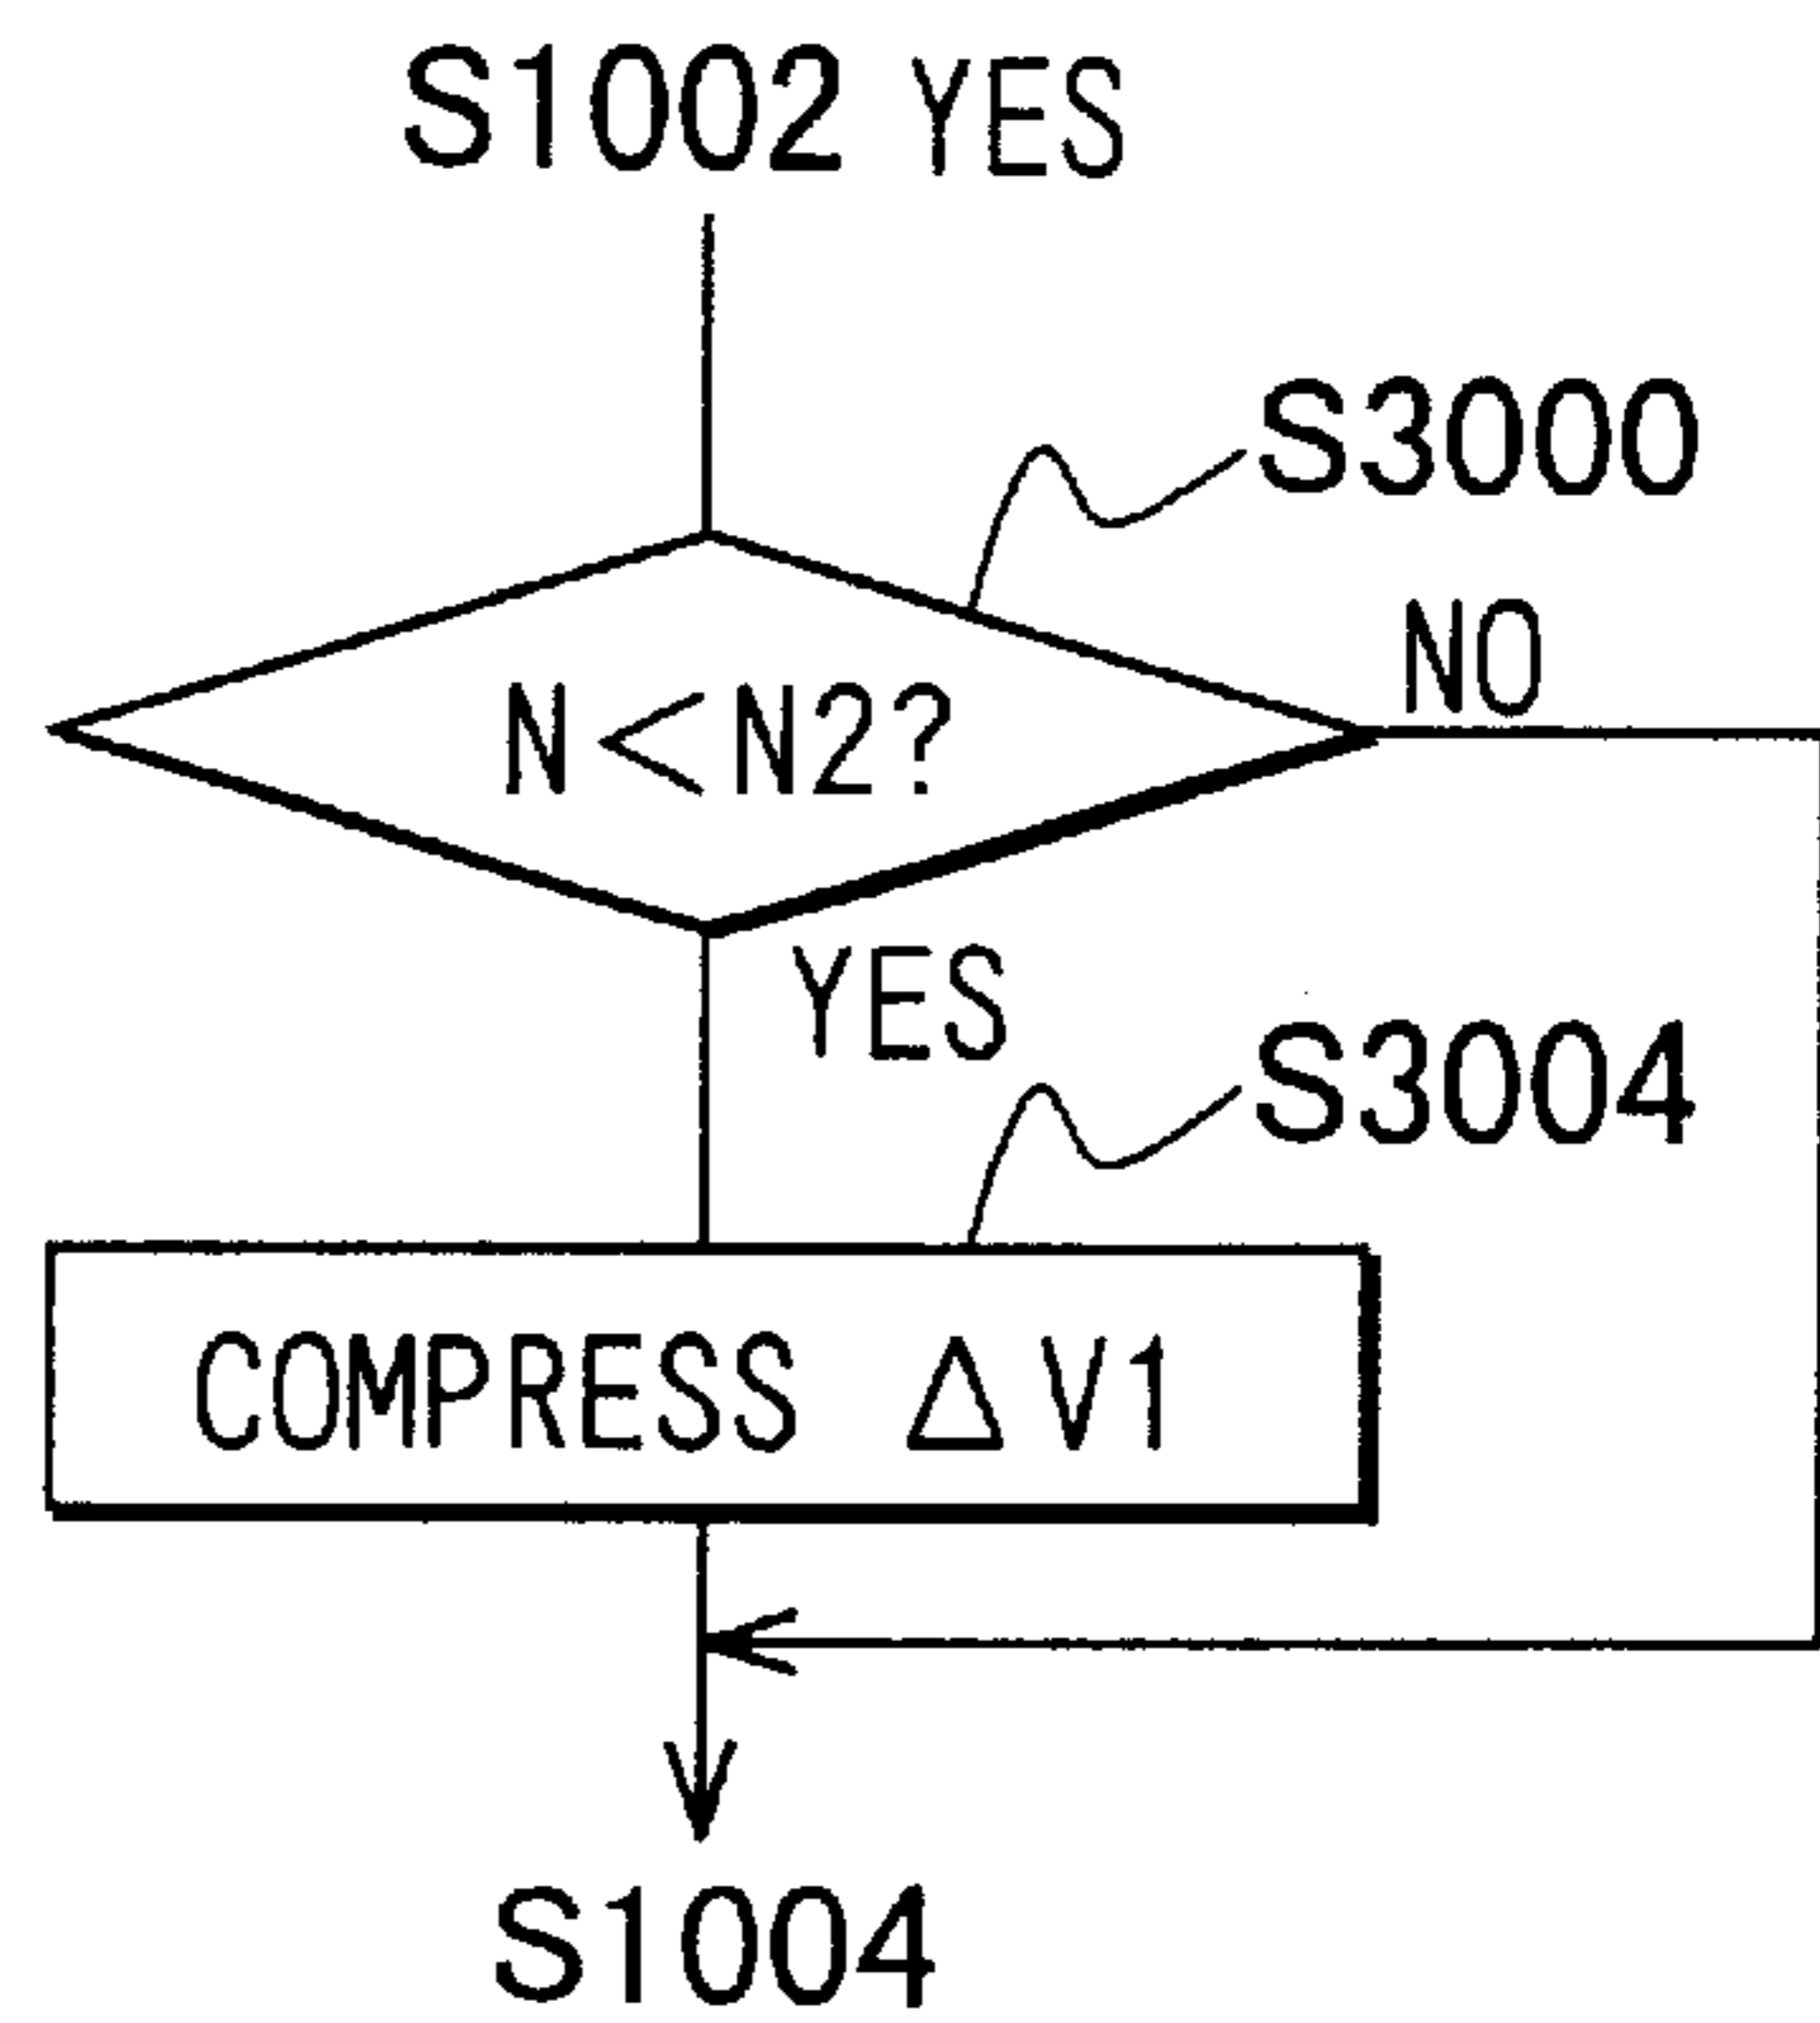 S1002 YES
S3000
NO
N<N2?
YES
S3004
COMPRESS ΔV1
S1004